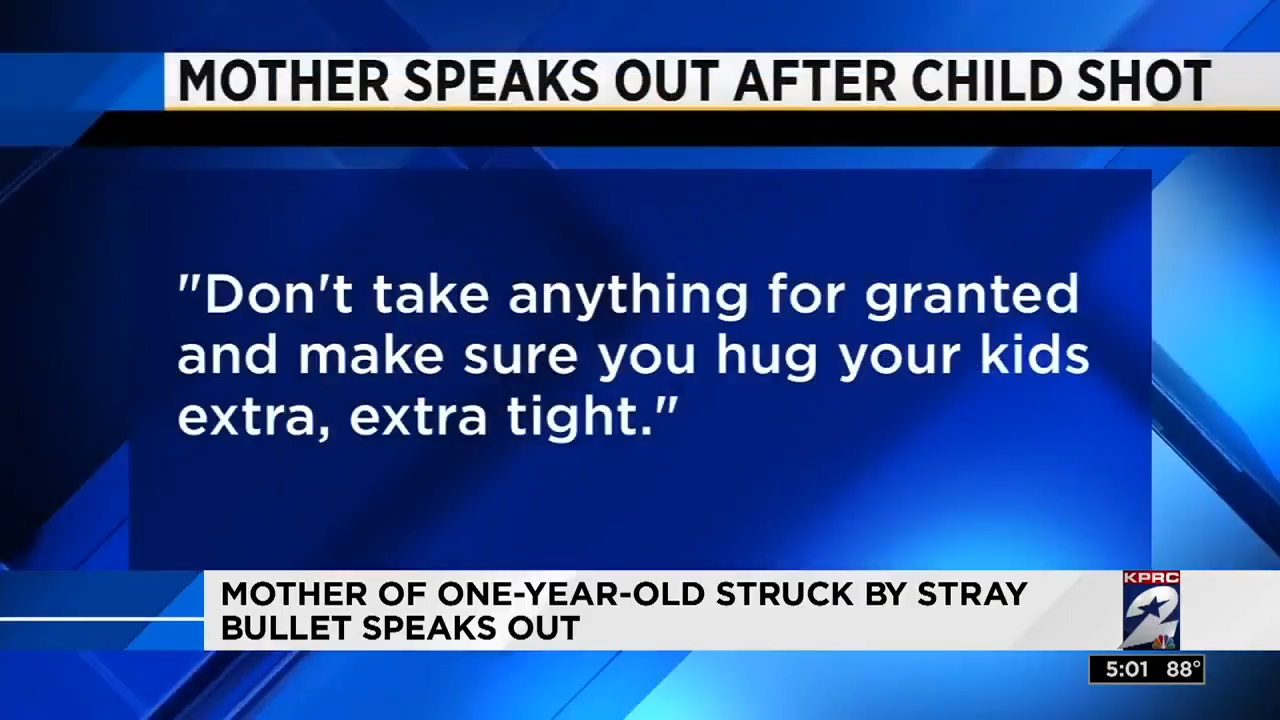 MOTHER SPEAKS OUT AFTER CHILD SHOT
"Don't take anything for granted
and make sure you hug your kids
extra, extra tight."
MOTHER OF ONE-YEAR-OLD STRUCK BY STRAY
BULLET SPEAKS OUT
KPRC
2
5:01 88°